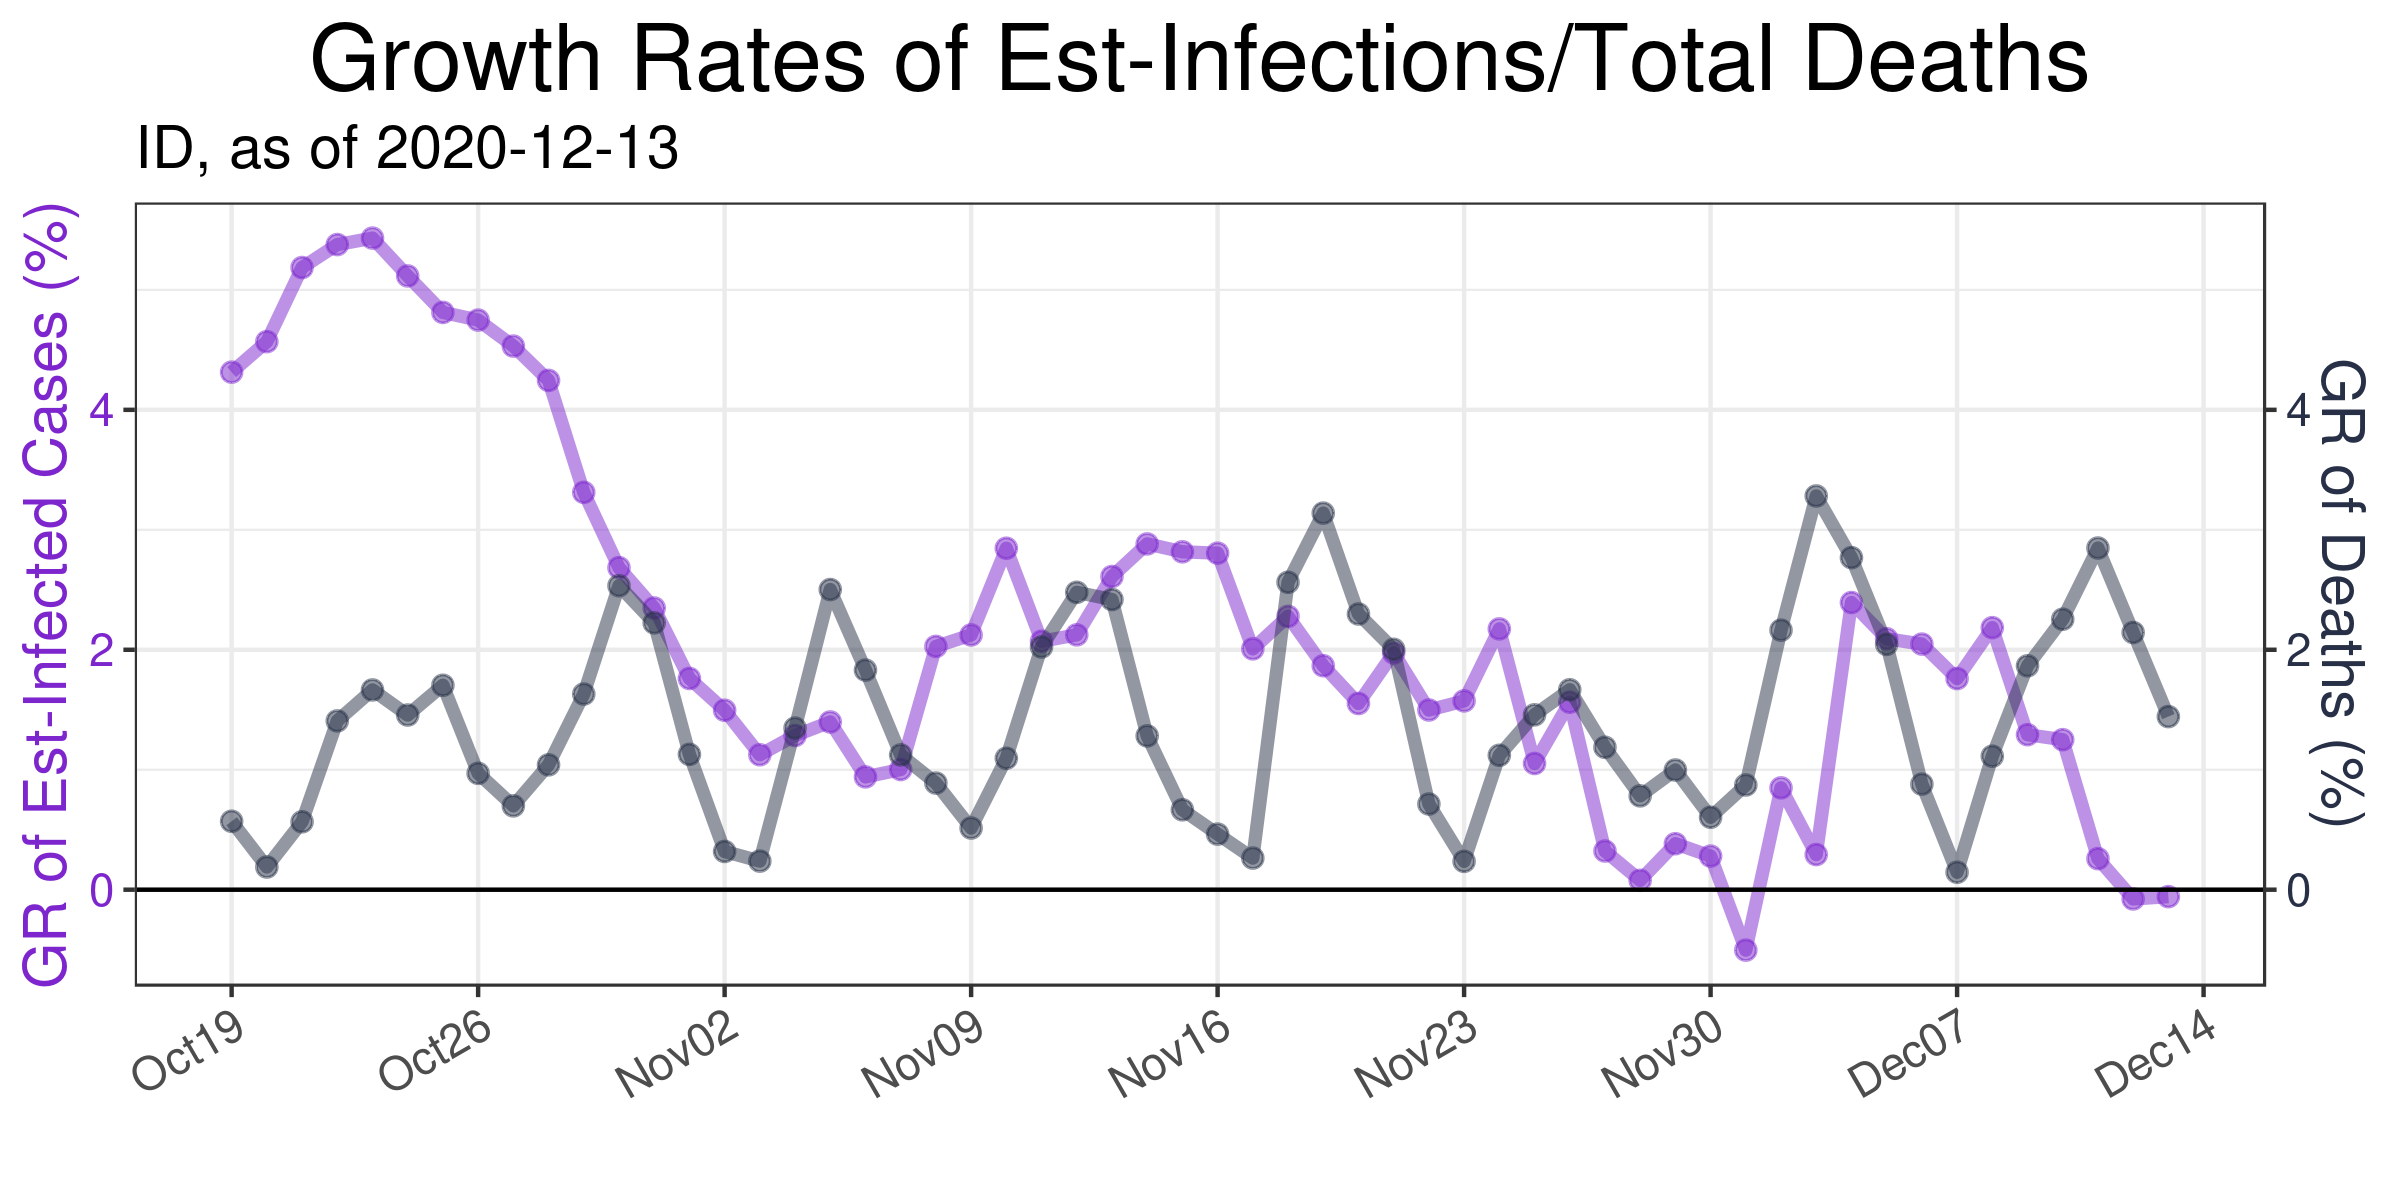 Growth Rates of Est-Infections/Total Deaths
ID, as of 2020-12-13
GR of Est-Infected Cases (%)
4
2
0
4
2
0
GR of Deaths (%)
Oct19
Oct26
Nov02
Nov09
Nov16
Nov23
Nov30
Dec07
Dec14